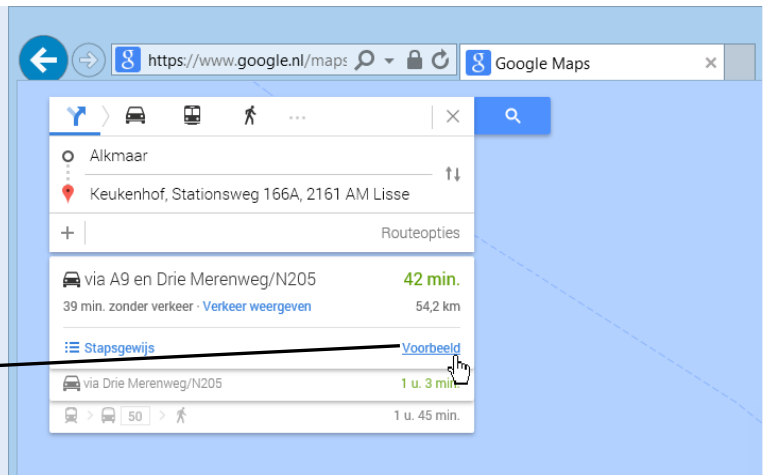 https://www.google.nl/maps Google Maps
Alkmaar
Keukenhof, Stationsweg 166A, 2161 AM Lisse
Routeopties
via A9 en Drie Merenweg/N205 42 min.
39 min. zonder verkeer · Verkeer weergeven 54,2 km
Stapsgewijs Voorbeeld
via Drie Merenweg/N205 1 u. 3 min.
50 1 u. 45 min.